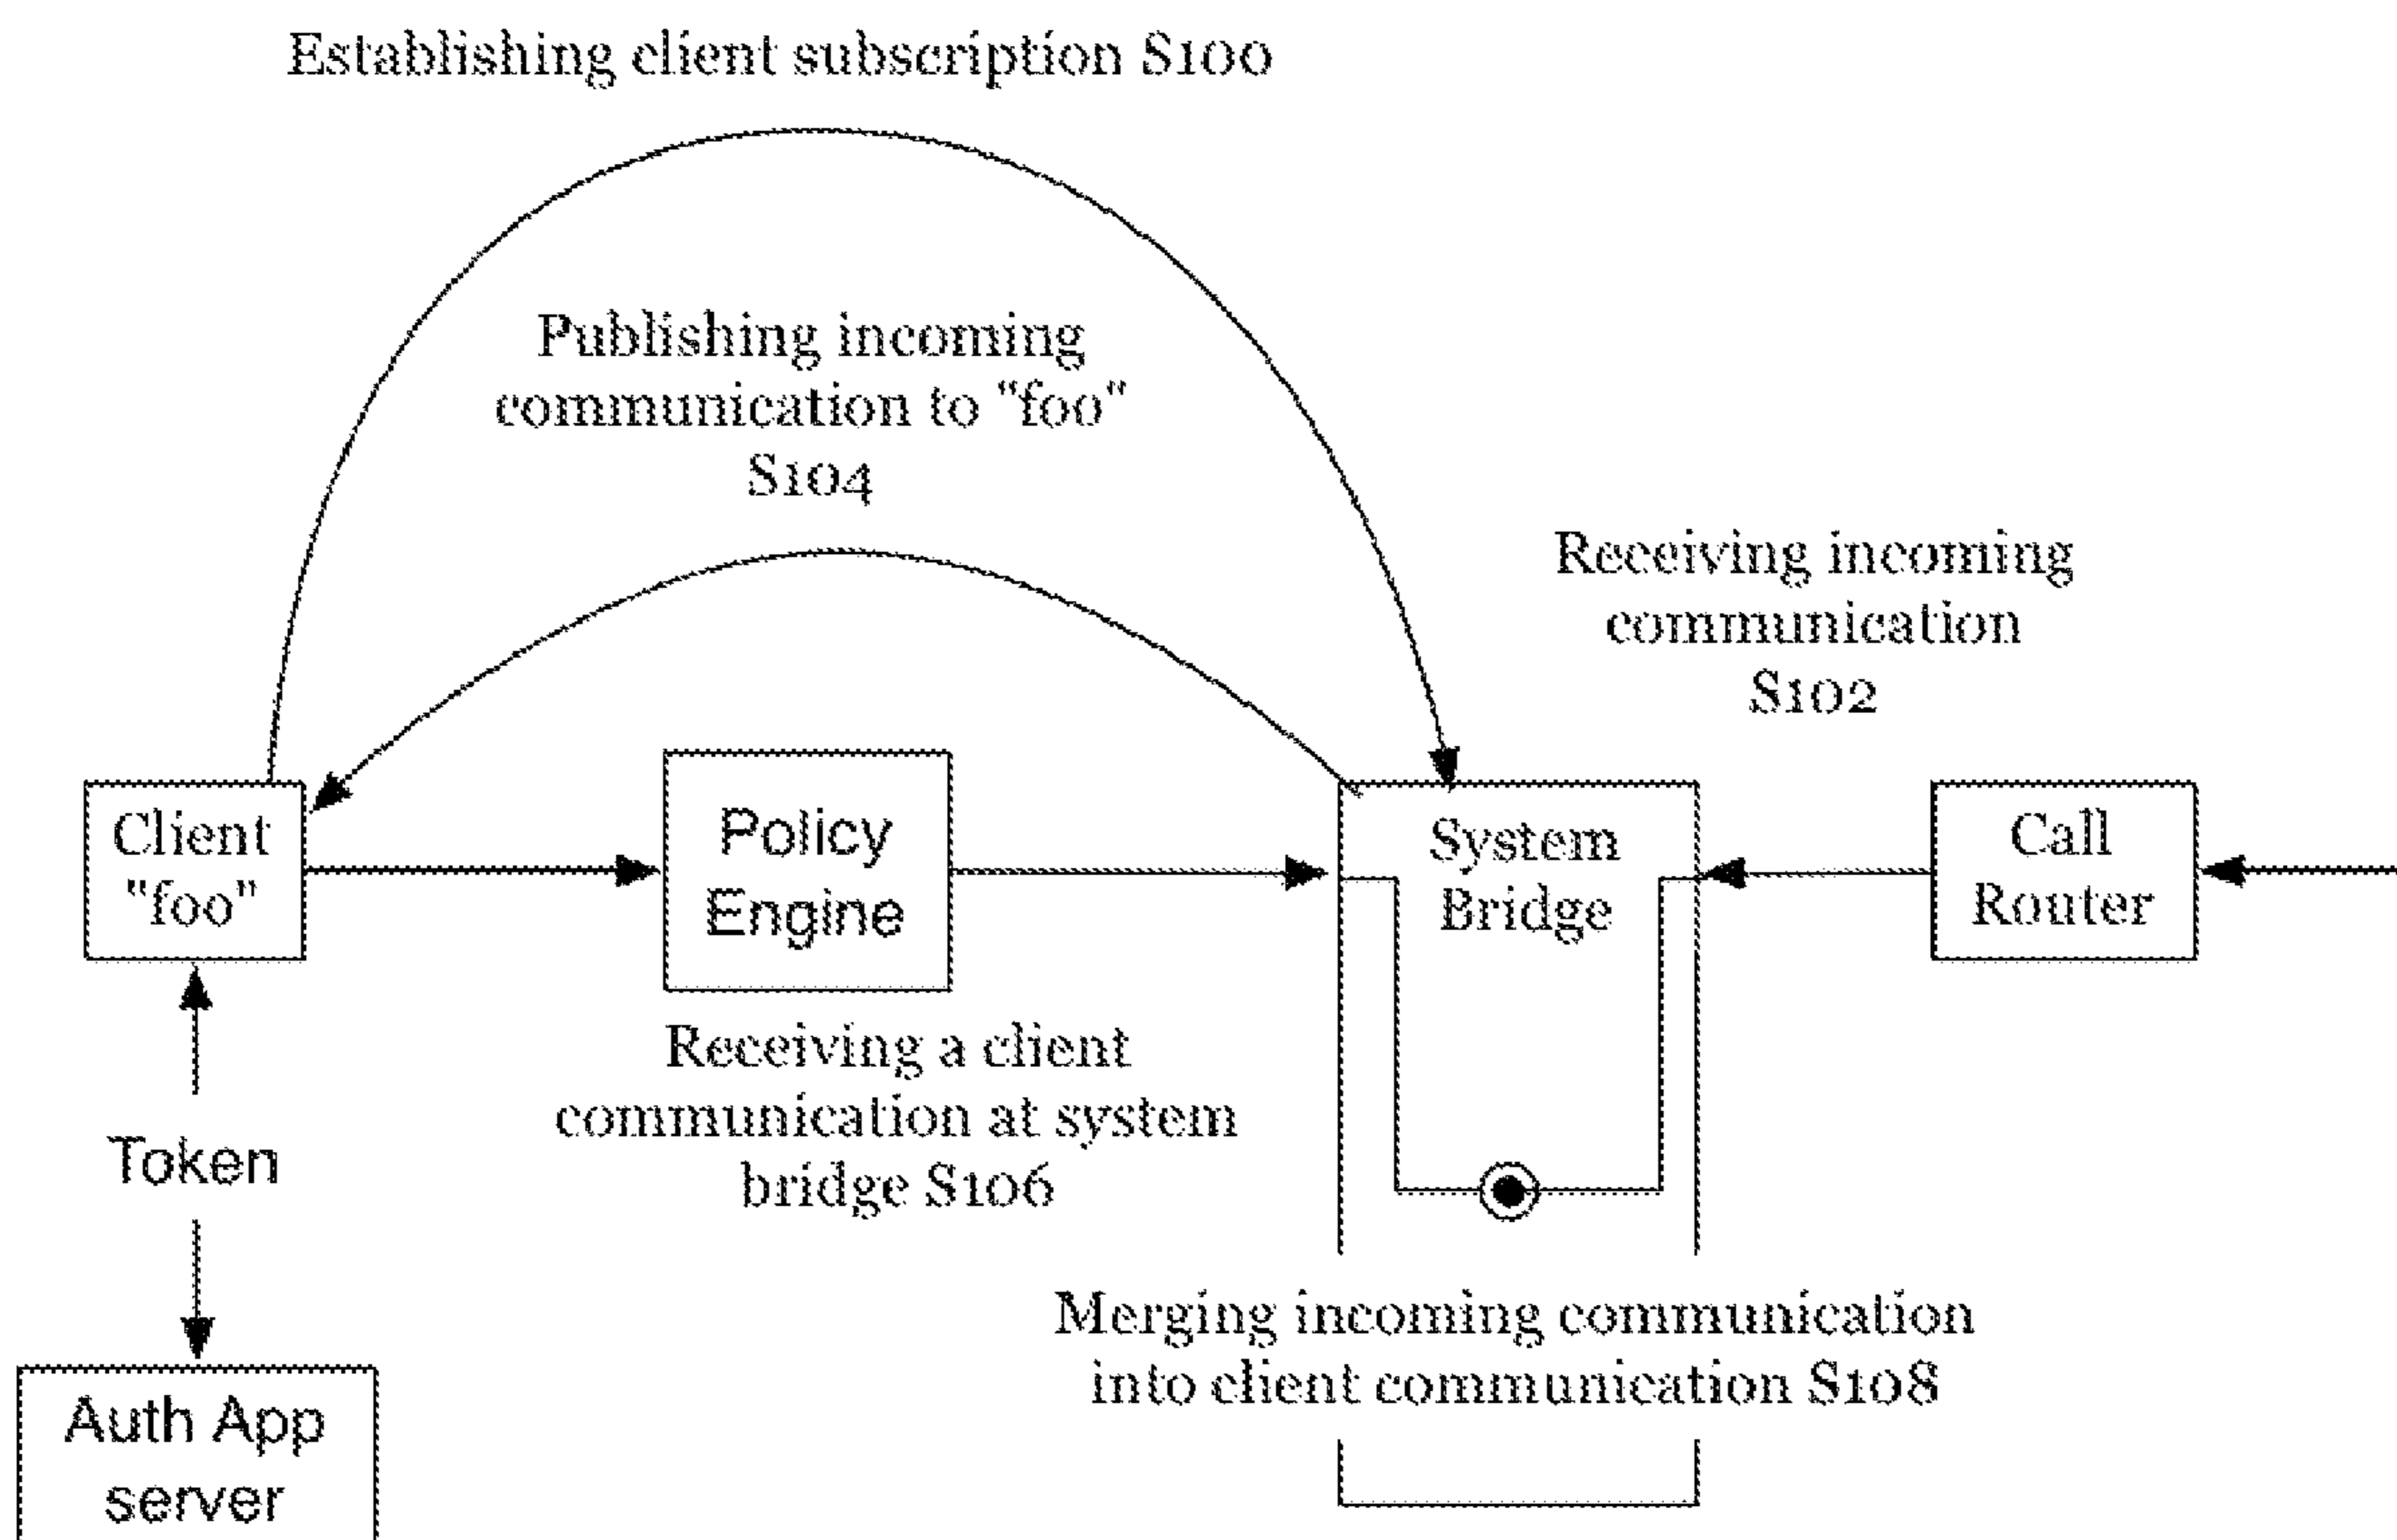 Establishing client subscription S100
Publishing incoming
communication to "foo"
S104
Receiving incoming
communication
S102
Client
"foo"
Policy
Engine
System
Bridge
Call
Router
Receiving a client
communication at system
bridge S106
Token
Merging incoming communication
into client communication S108
Auth App
server